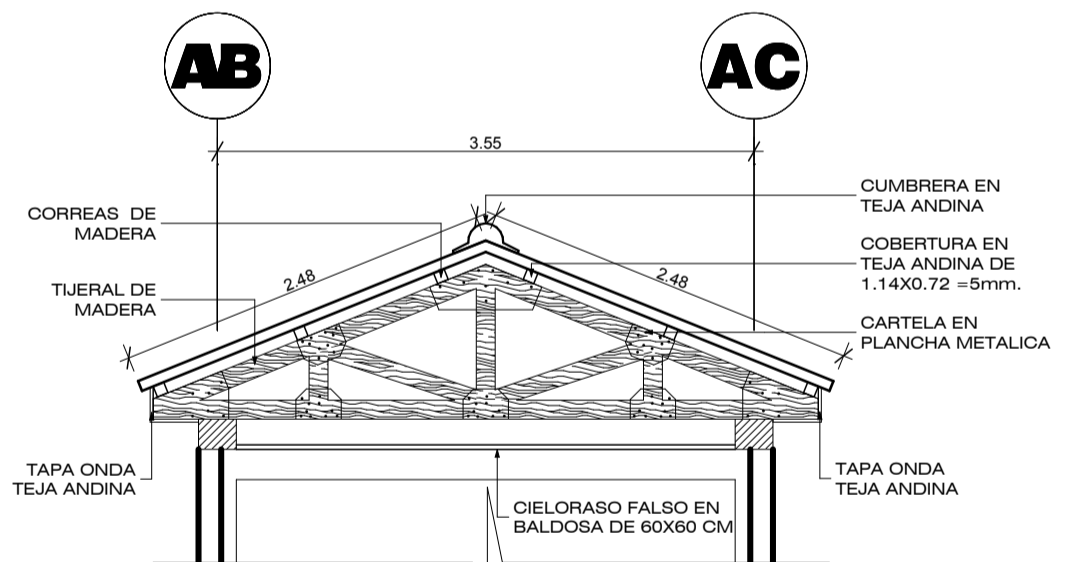 AB
AC
3.55
CORREAS DE
MADERA
CUMBRERA EN
TEJA ANDINA
COBERTURA EN
TEJA ANDINA DE
1.14X0.72 =5mm.
2.48
2.48
TIJERAL DE
MADERA
CARTELA EN
PLANCHA METALICA
TAPA ONDA
TEJA ANDINA
TAPA ONDA
TEJA ANDINA
CIELORASO FALSO EN
BALDOSA DE 60X60 CM